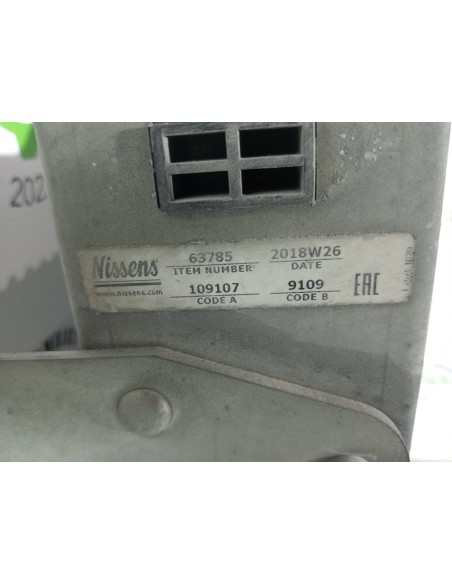 202
Nissens
www.nissens.com
63785
ITEM NUMBER
2018W26
DATE
109107
CODE A
9109
CODE B
EAC